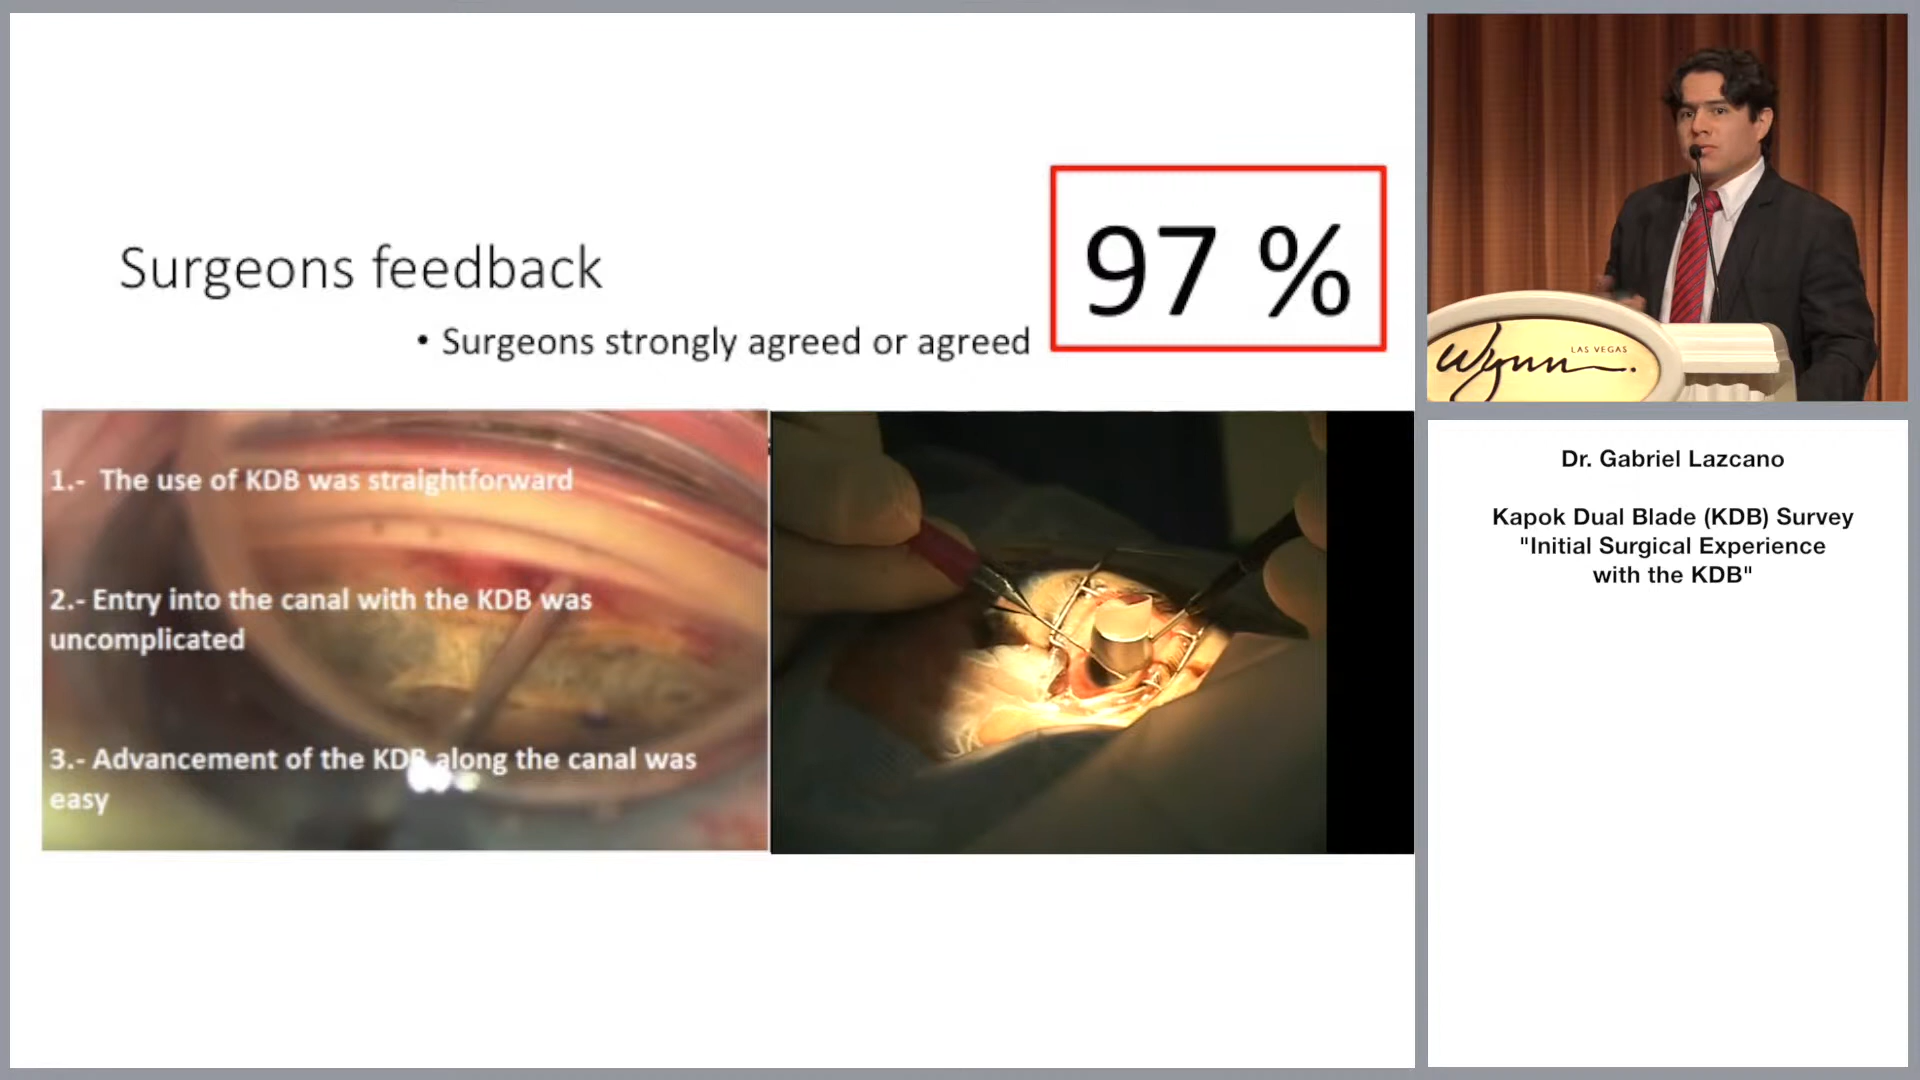 Surgeons feedback
97 %
• Surgeons strongly agreed or agreed
1.- The use of KDB was straightforward
2.- Entry into the canal with the KDB was
uncomplicated
3.- Advancement of the KDB along the canal was
easy
Wynn
LAS VEGAS
Dr. Gabriel Lazcano
Kapok Dual Blade (KDB) Survey
"Initial Surgical Experience
with the KDB"